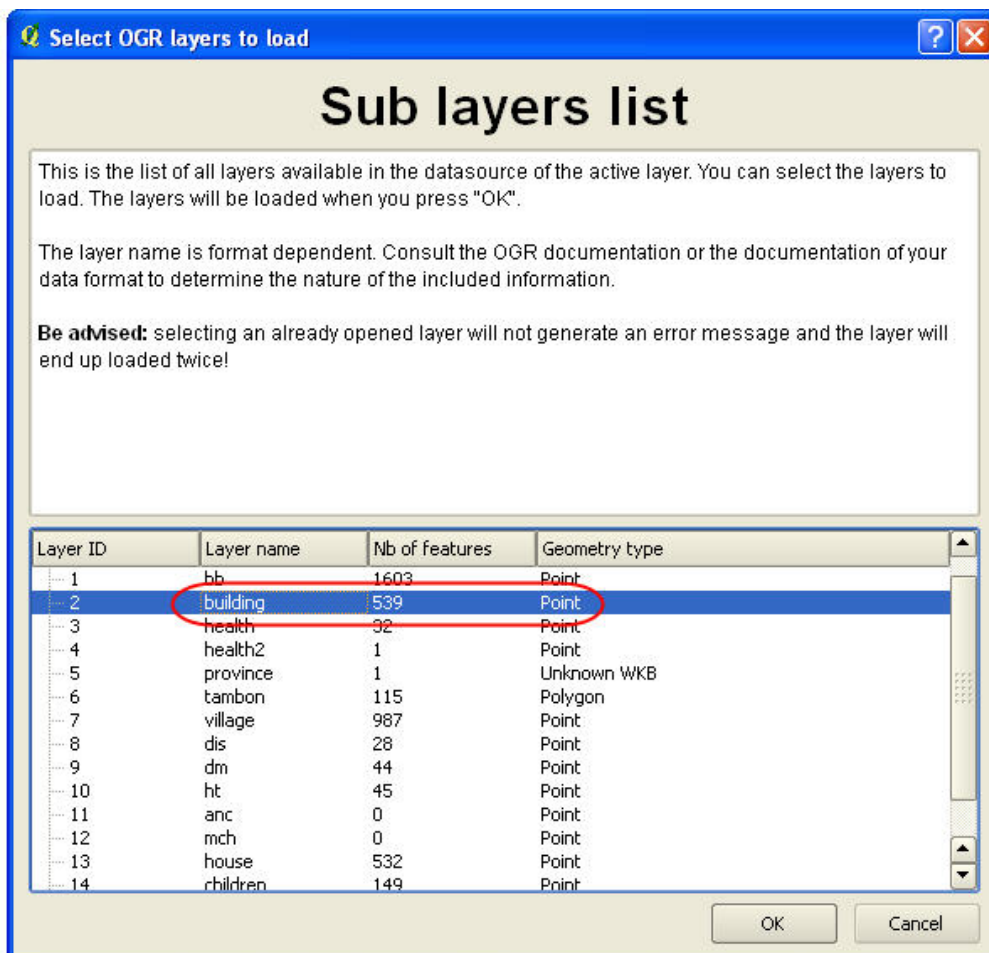 Select OGR layers to load
Sub layers list
This is the list of all layers available in the datasource of the active layer. You can select the layers to
load. The layers will be loaded when you press "OK".
The layer name is format dependent. Consult the OGR documentation or the documentation of your
data format to determine the nature of the included information.
Be advised: selecting an already opened layer will not generate an error message and the layer will
end up loaded twice!
Layer ID Layer name Nb of features Geometry type
1 bb 1603 Point
2 building 539 Point
3 health 32 Point
4 health2 1 Point
5 province 1 Unknown WKB
6 tambon 115 Polygon
7 village 987 Point
8 dis 28 Point
9 dm 44 Point
10 ht 45 Point
11 anc 0 Point
12 mch 0 Point
13 house 532 Point
14 children 149 Point
OK Cancel